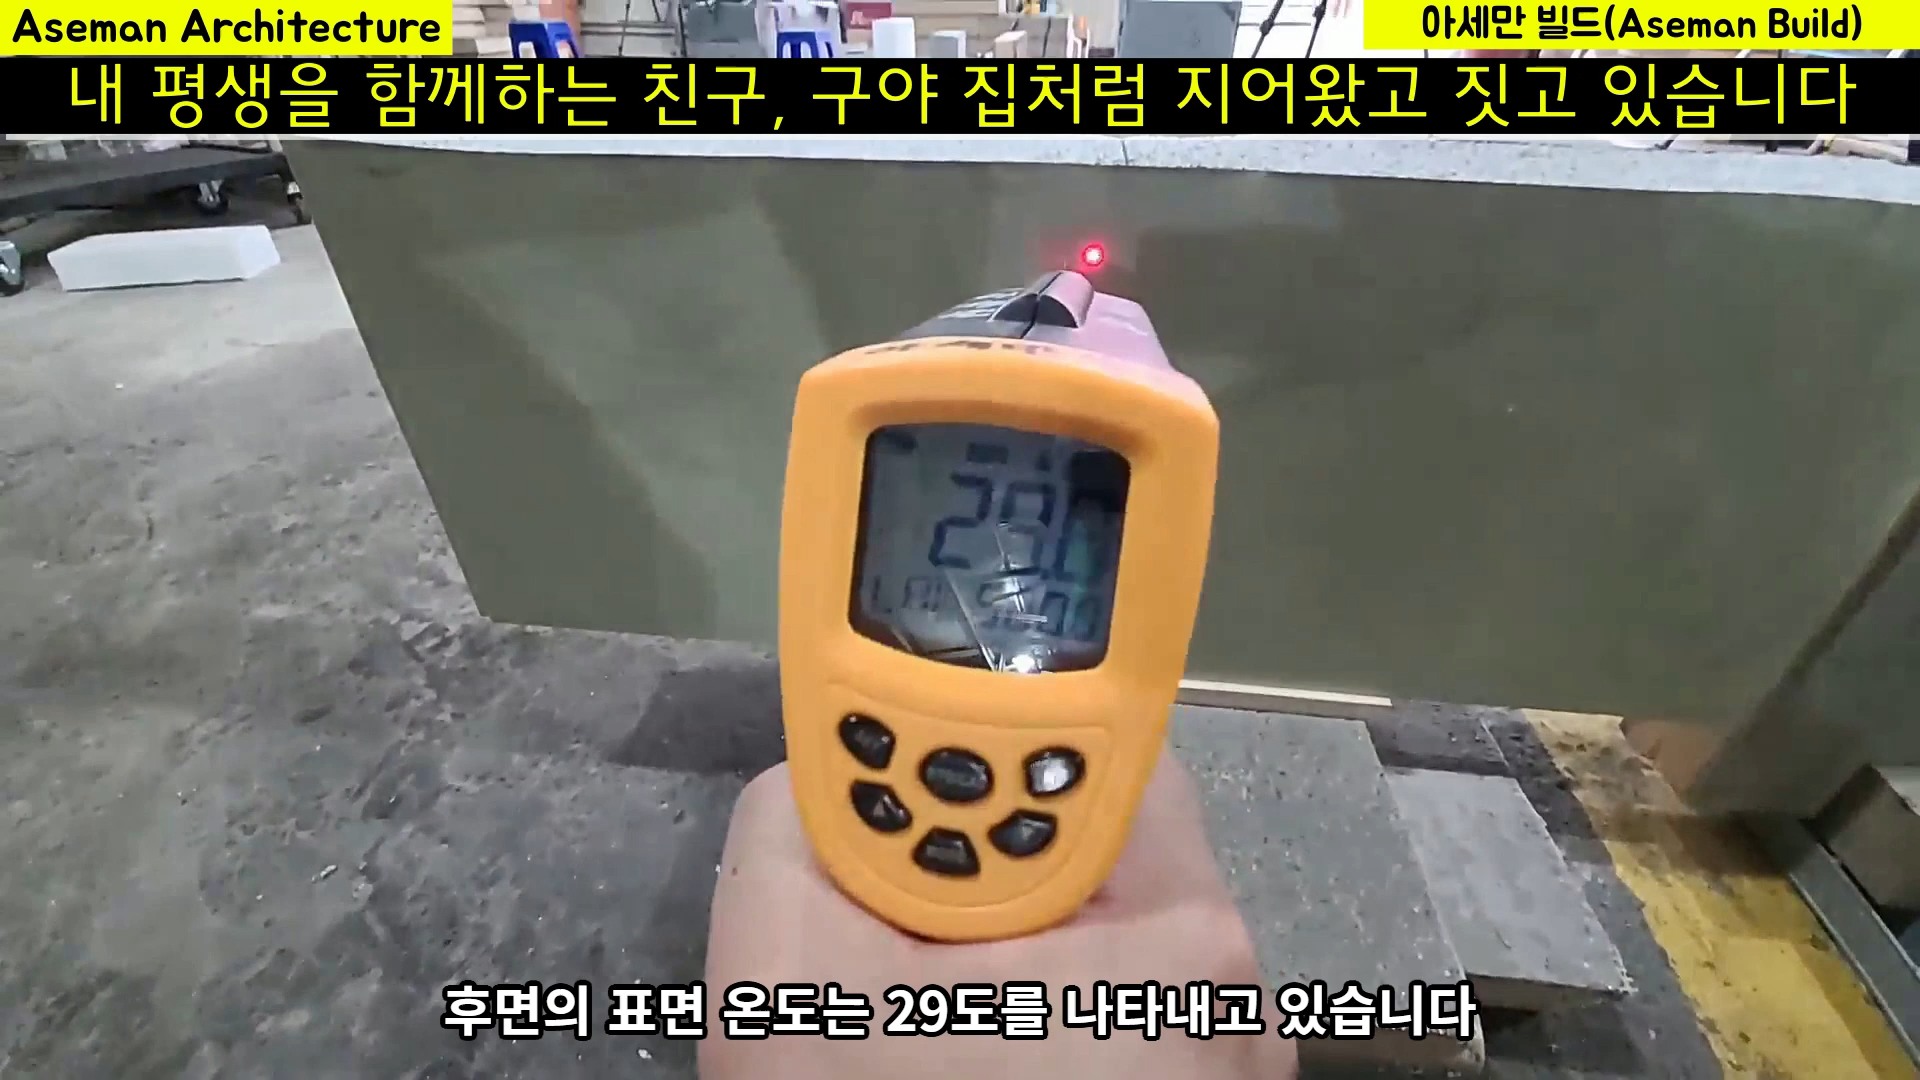 Aseman Architecture
아세만 빌드(Aseman Build)
내 평생을 함께하는 친구, 구야 집처럼 지어왔고 짓고 있습니다
29.0
후면의 표면 온도는 29도를 나타내고 있습니다